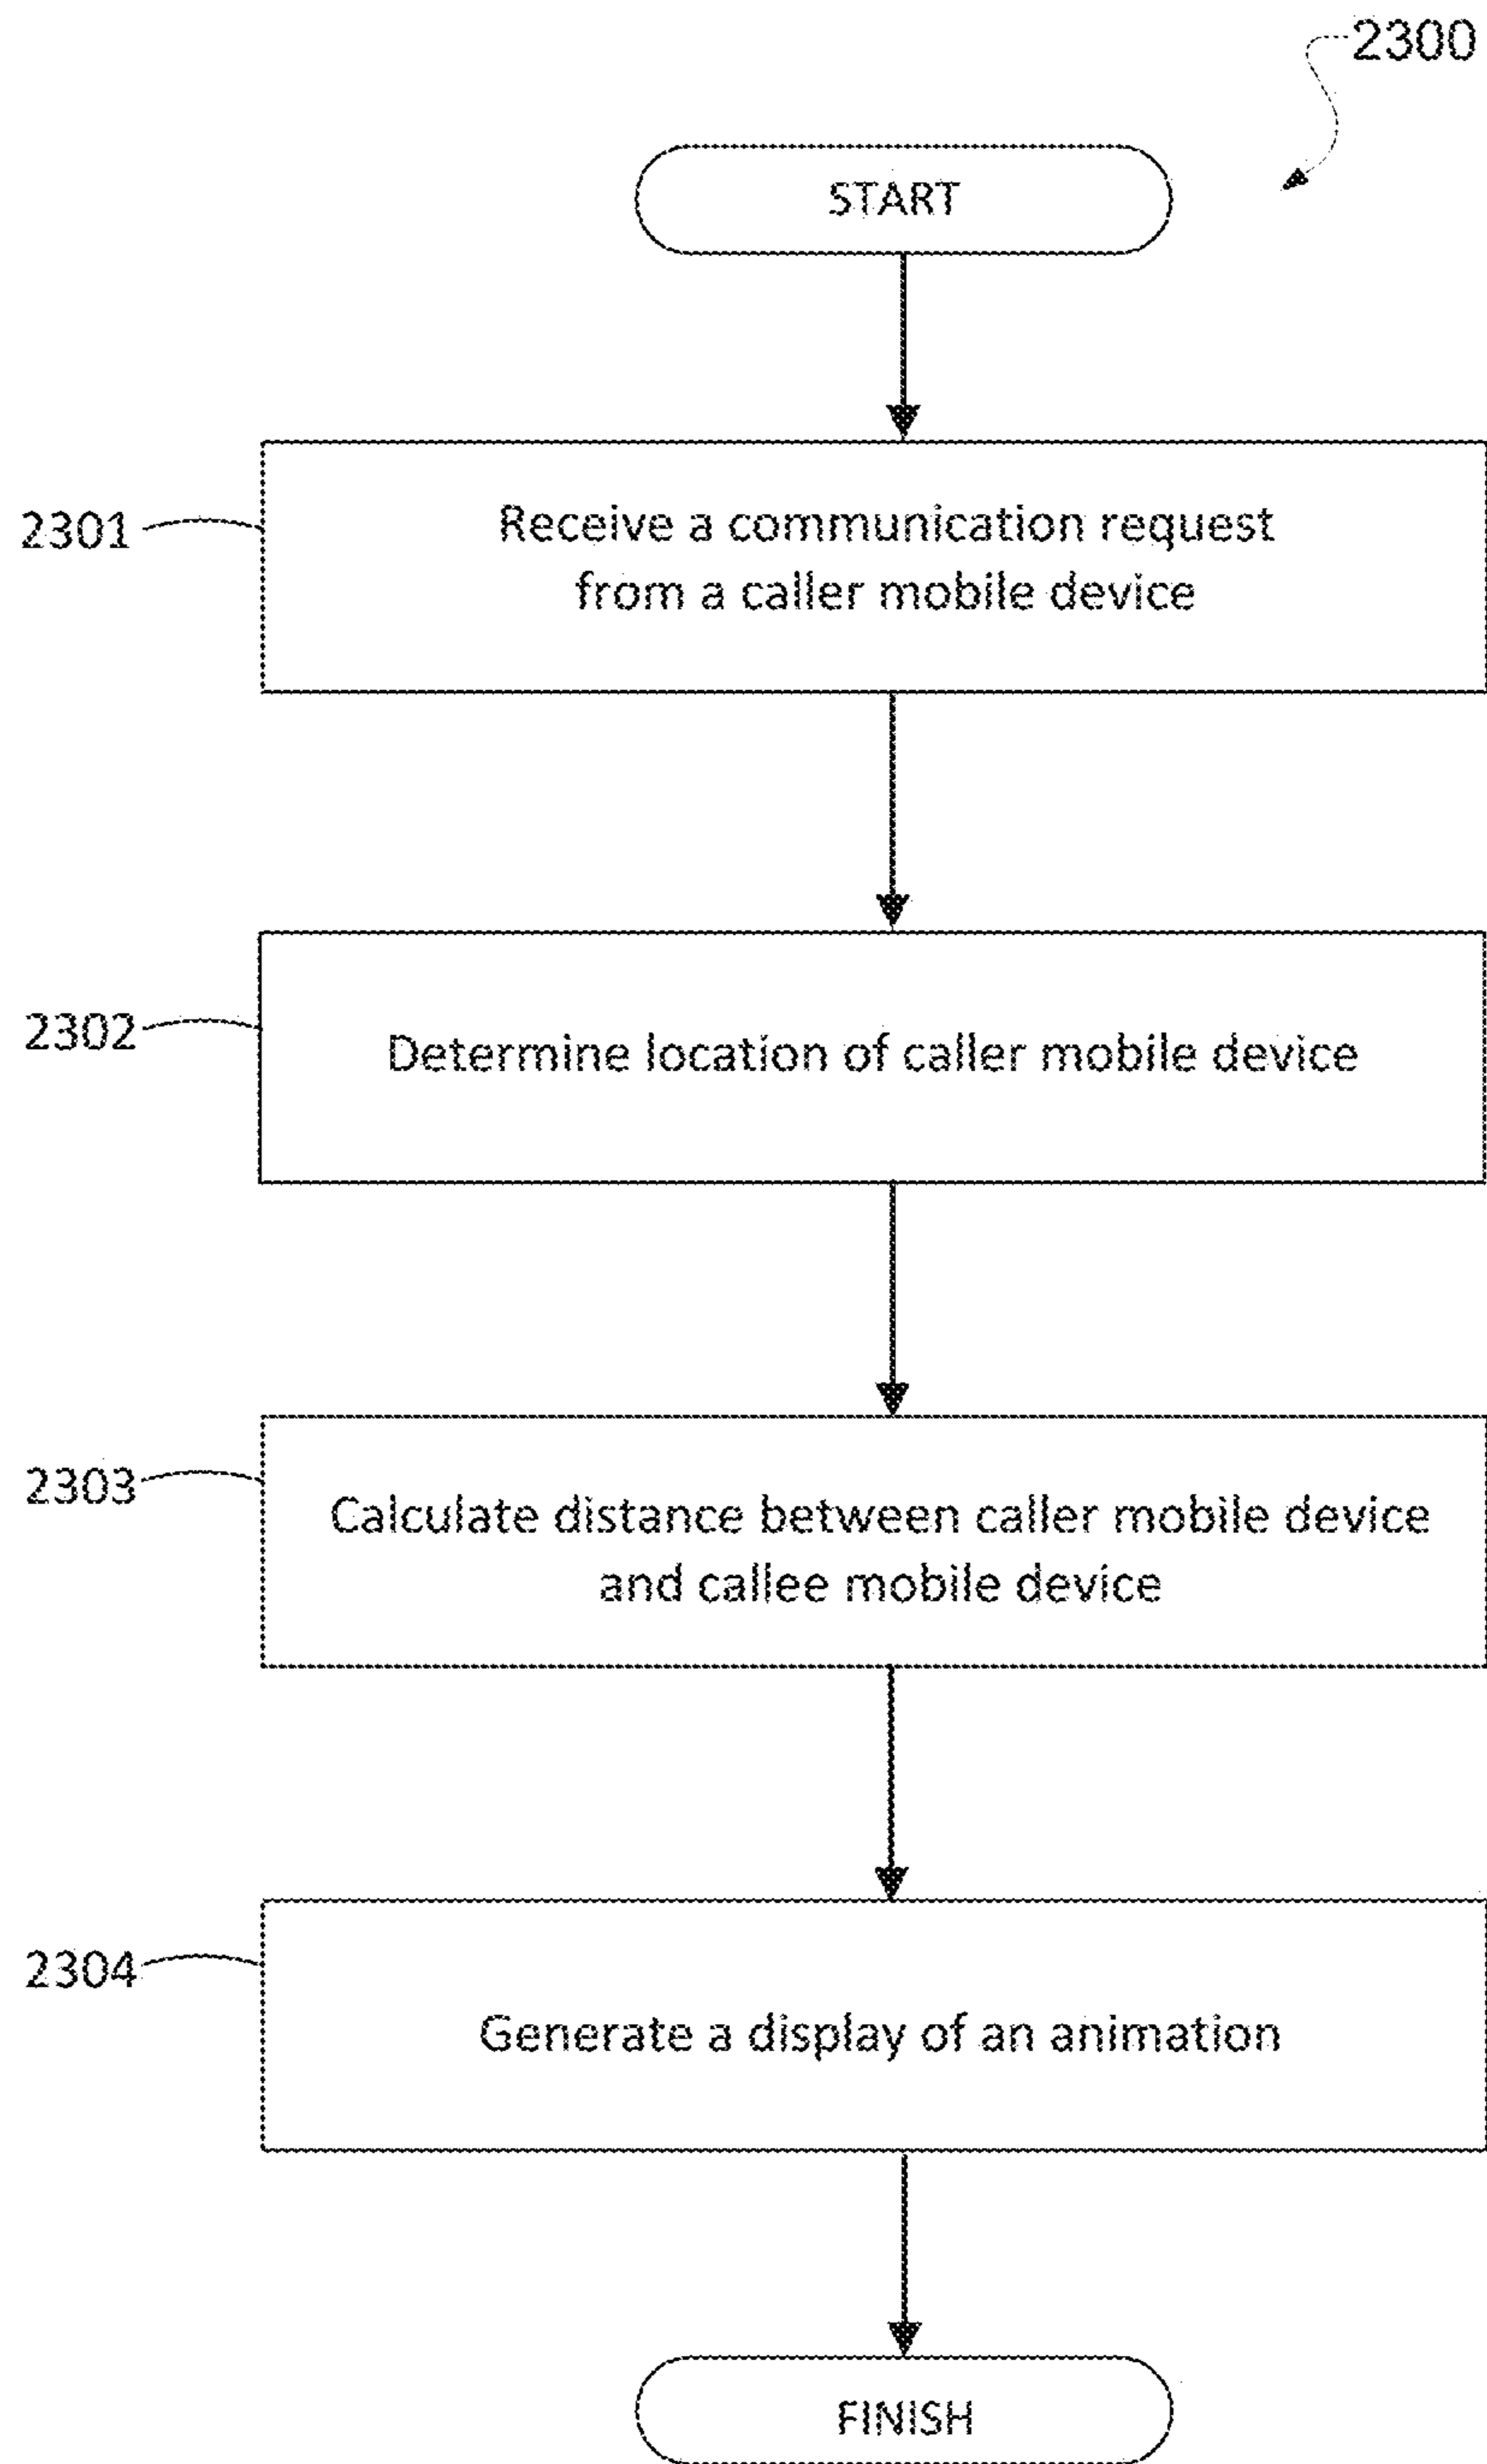 2300
START
2301
Receive a communication request
from a caller mobile device
2302
Determine location of caller mobile device
2303
Calculate distance between caller mobile device
and callee mobile device
2304
Generate a display of an animation
FINISH